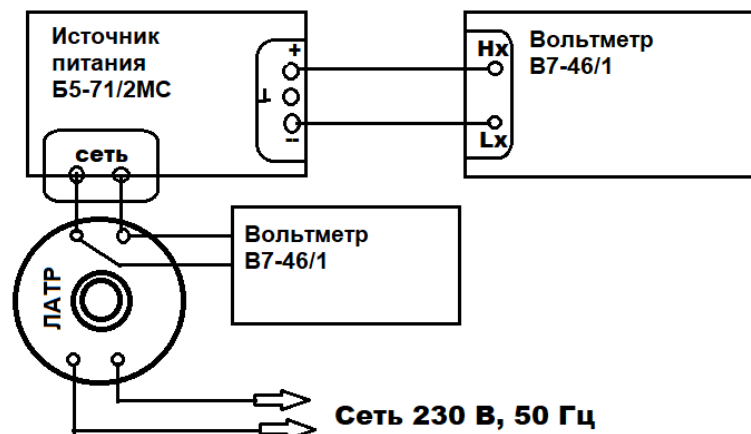 Источник
питания
Б5-71/2МС
+
⊥
--
Hx
Lx
Вольтметр
В7-46/1
сеть
ЛАТР
Вольтметр
В7-46/1
Сеть 230 В, 50 Гц